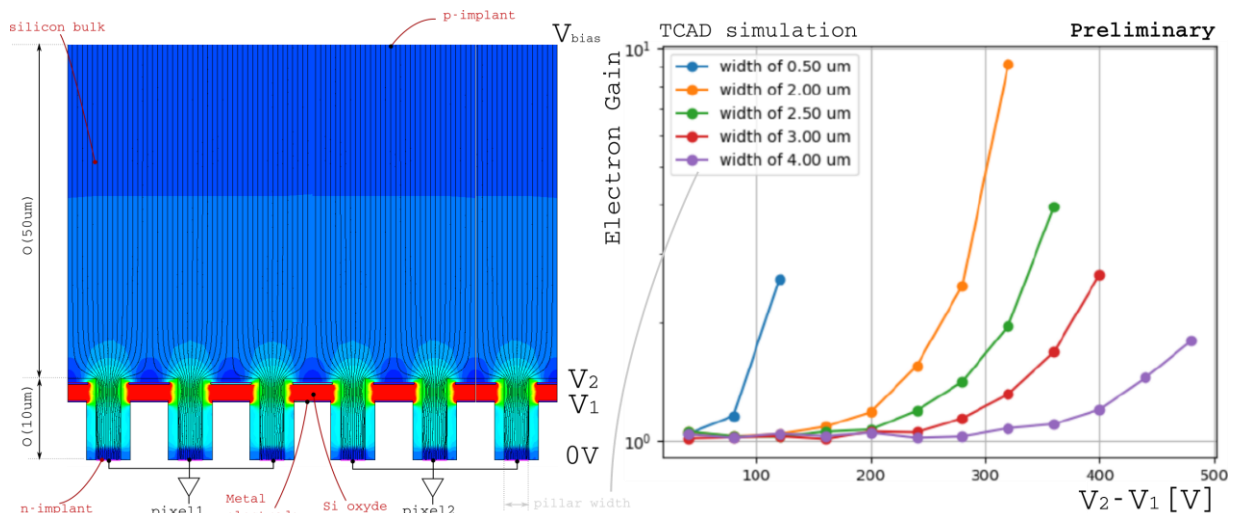 silicon bulk
p-implant
Vbias
O(50um)
O(10um)
V2
V1
0V
n-implant
pixel1
Metal
Si oxyde
pixel2
pillar width
TCAD simulation
Preliminary
Electron Gain
10^1
10^0
width of 0.50 um
width of 2.00 um
width of 2.50 um
width of 3.00 um
width of 4.00 um
100
200
300
400
500
V2-V1 [V]